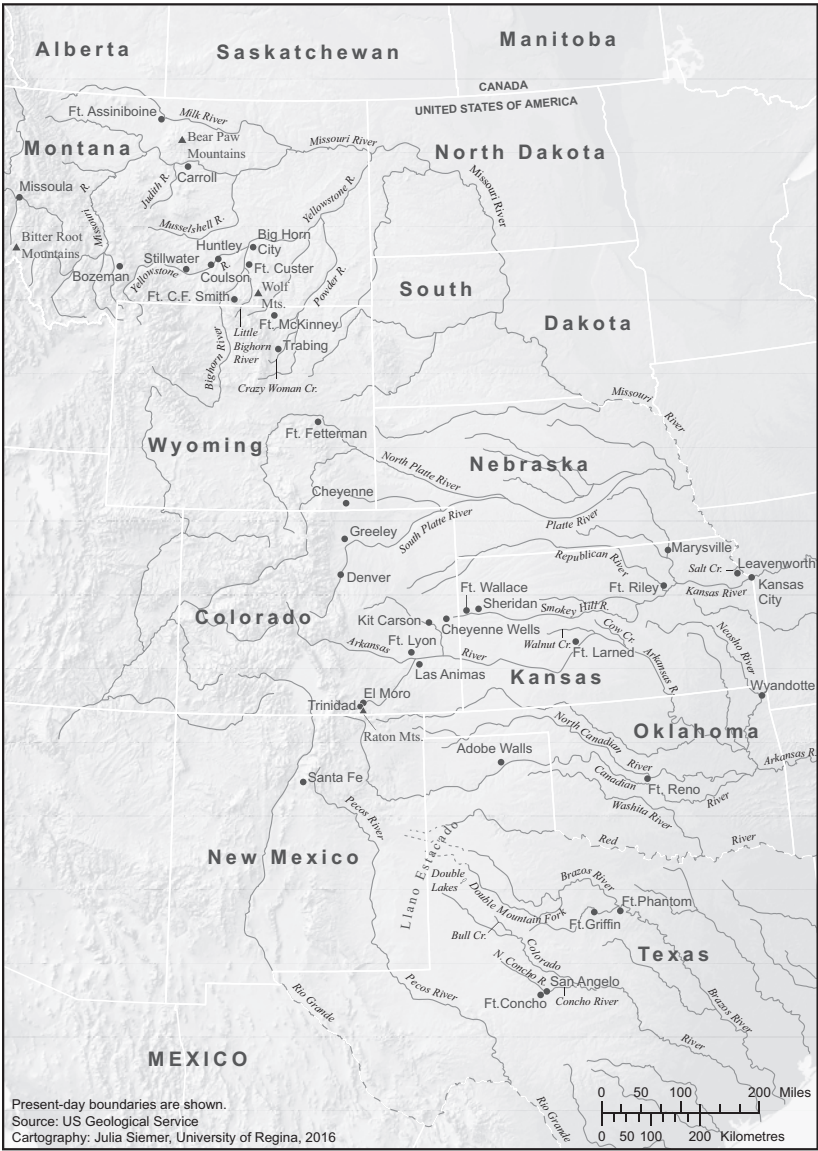 Alberta
Saskatchewan
Manitoba
CANADA
UNITED STATES OF AMERICA
Ft. Assiniboine
Milk River
Bear Paw
Mountains
Montana
Missouri River
North Dakota
Carroll
Missoula
Judith R.
Missouri R.
Yellowstone R.
Missouri River
Musselshell R.
Bitter Root
Mountains
Big Horn
City
Huntley
Stillwater
Bozeman
Yellowstone R.
Coulson
Ft. Custer
Powder R.
Ft. C.F. Smith
Wolf
Mts.
South
Dakota
Ft. McKinney
Little
Bighorn
River
Trabing
Bighorn River
Crazy Woman Cr.
Missouri River
Ft. Fetterman
Wyoming
North Platte River
Nebraska
Cheyenne
South Platte River
Platte River
Greeley
Marysville
Republican River
Salt Cr.
Leavenworth
Denver
Ft. Riley
Kansas River
Kansas
City
Ft. Wallace
Sheridan
Smokey Hill R.
Colorado
Kit Carson
Cheyenne Wells
Cow Cr.
Neosho River
Arkansas River
Ft. Lyon
Walnut Cr.
Ft. Larned
Arkansas R.
Las Animas
Kansas
Wyandotte
El Moro
Trinidad
Raton Mts.
North Canadian River
Oklahoma
Adobe Walls
Arkansas R.
Santa Fe
Canadian River
Ft. Reno
Pecos River
Washita River
Red River
Llano Estacado
New Mexico
Double
Lakes
Double Mountain Fork
Brazos River
Ft.Phantom
Ft.Griffin
Bull Cr.
Texas
Colorado River
N. Concho R.
San Angelo
Ft.Concho
Concho River
Pecos River
Rio Grande
Brazos River
MEXICO
Rio Grande
0 50 100 200 Miles
0 50 100 200 Kilometres
Present-day boundaries are shown.
Source: US Geological Service
Cartography: Julia Siemer, University of Regina, 2016